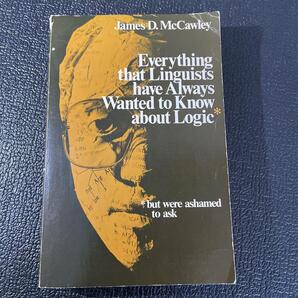 James D. McCawley
Everything
that Linguists
have Always
Wanted to Know
about Logic*
*but were ashamed
to ask